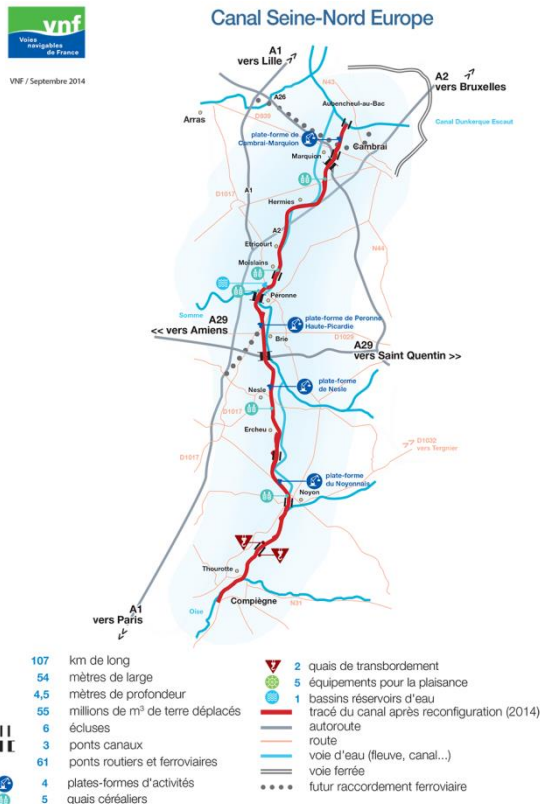 Canal Seine-Nord Europe
vnf
Voies
navigables
de France
VNF / Septembre 2014
A1
vers Lille >>
A2
vers Bruxelles
N43
A26
Aubencheul-au-Bac
Arras
D939
Canal Dunkerque Escaut
plate-forme de
Cambrai-Marquion
Marquion
Cambrai
D1017
A1
Hermies
A2
Etricourt
N44
Moislains
Péronne
Somme
A29
<< vers Amiens
plate-forme de Peronne
Haute-Picardie
Brie
D1029
A29
vers Saint Quentin >>
plate-forme
de Nesle
Nesle
D1017
Ercheu
D1032
vers Tergnier
D1017
plate-forme
du Noyonnais
Noyon
Thourotte
Compiègne
N31
Oise
A1
vers Paris
107 km de long
54 mètres de large
4,5 mètres de profondeur
55 millions de m³ de terre déplacés
6 écluses
3 ponts canaux
61 ponts routiers et ferroviaires
4 plates-formes d'activités
5 quais céréaliers
2 quais de transbordement
5 équipements pour la plaisance
1 bassins réservoirs d'eau
tracé du canal après reconfiguration (2014)
autoroute
route
voie d'eau (fleuve, canal...)
voie ferrée
futur raccordement ferroviaire